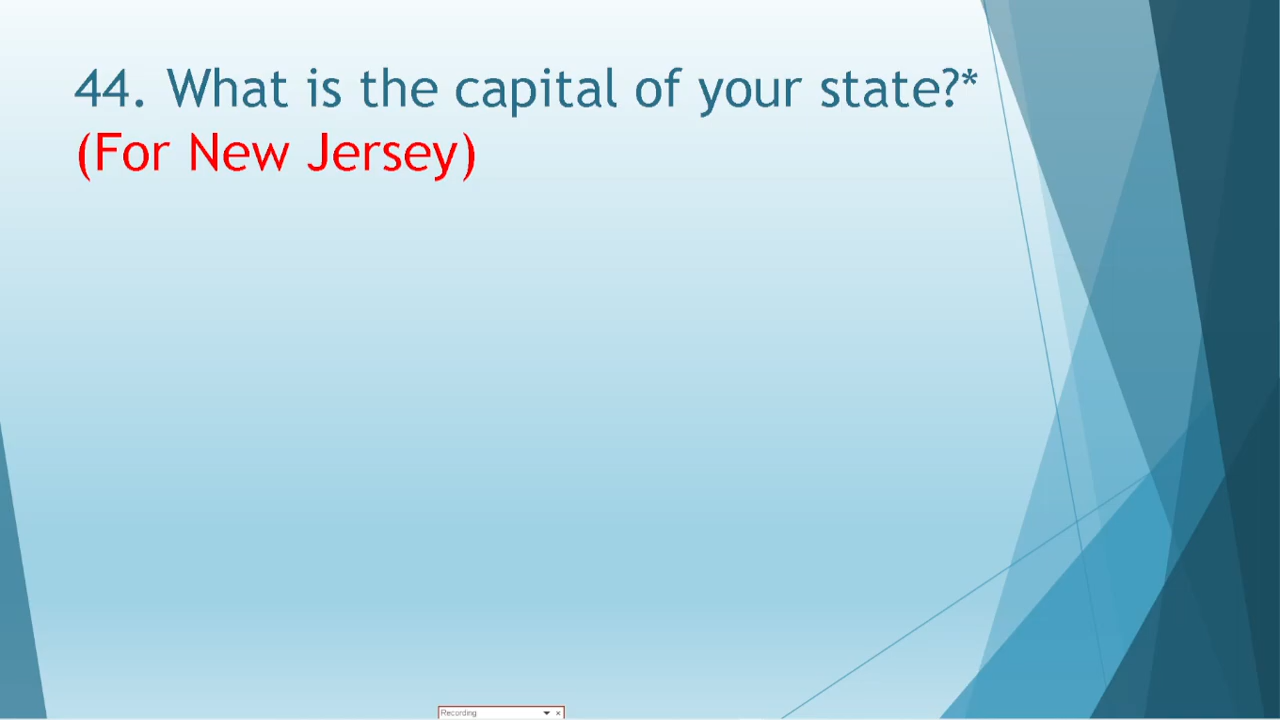 44. What is the capital of your state?*
(For New Jersey)
Recording